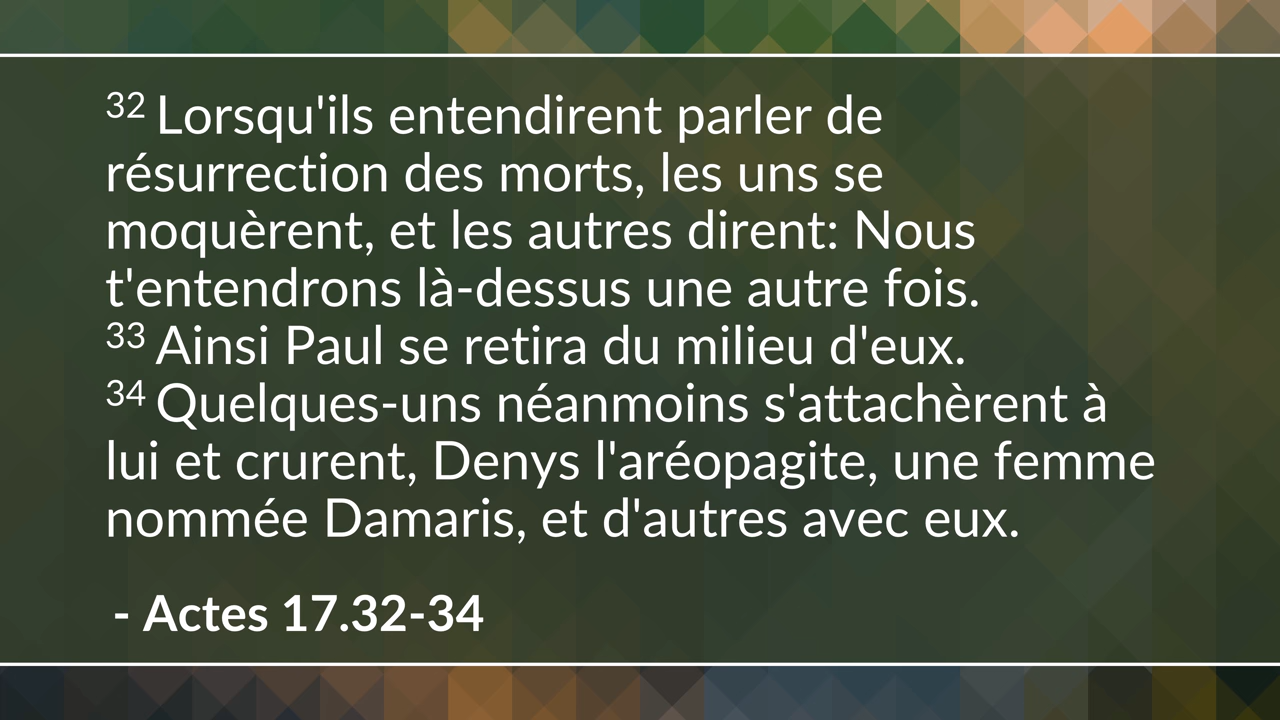 32 Lorsqu'ils entendirent parler de
résurrection des morts, les uns se
moquèrent, et les autres dirent: Nous
t'entendrons là-dessus une autre fois.
33 Ainsi Paul se retira du milieu d'eux.
34 Quelques-uns néanmoins s'attachèrent à
lui et crurent, Denys l'aréopagite, une femme
nommée Damaris, et d'autres avec eux.
- Actes 17.32-34